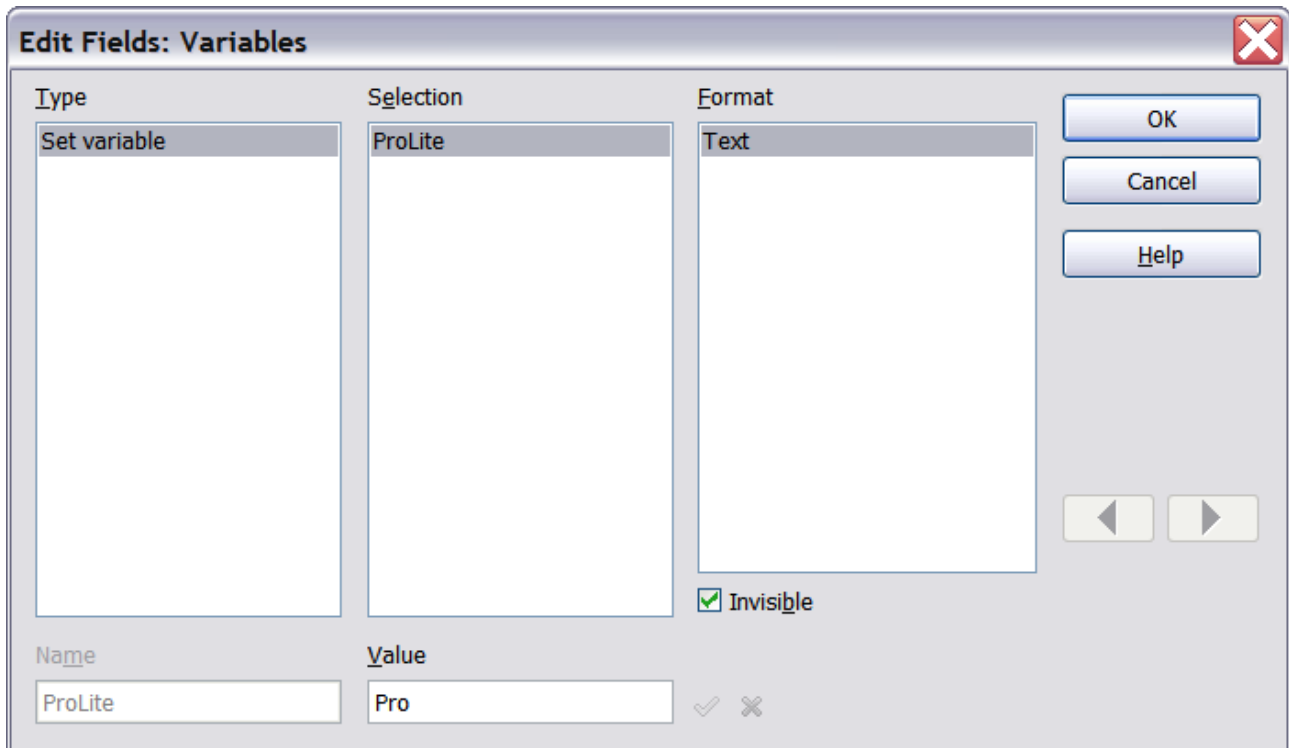 Edit Fields: Variables
Type
Selection
Format
Set variable
ProLite
Text
OK
Cancel
Help
Invisible
Name
Value
ProLite
Pro